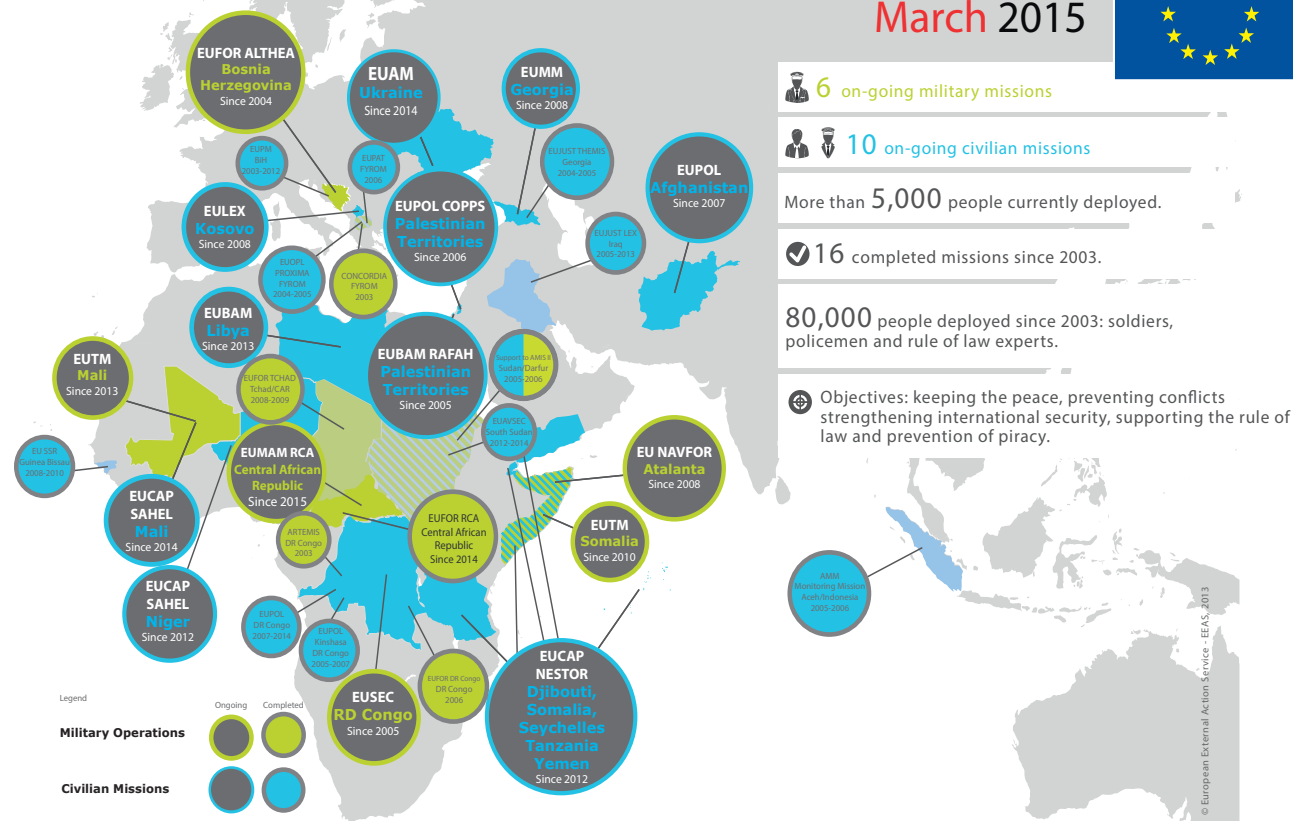 March 2015
6 on-going military missions
10 on-going civilian missions
More than 5,000 people currently deployed.
16 completed missions since 2003.
80,000 people deployed since 2003: soldiers,
policemen and rule of law experts.
Objectives: keeping the peace, preventing conflicts
strengthening international security, supporting the rule of
law and prevention of piracy.
EUFOR ALTHEA
Bosnia
Herzegovina
Since 2004
EUAM
Ukraine
Since 2014
EUMM
Georgia
Since 2008
EUPM
BiH
2003-2012
EUPAT
FYROM
2006
EUJUST THEMIS
Georgia
2004-2005
EUPOL
Afghanistan
Since 2007
EULEX
Kosovo
Since 2008
EUPOL COPPS
Palestinian
Territories
Since 2006
EUJUST LEX
Iraq
2005-2013
EUOPL
PROXIMA
FYROM
2004-2005
CONCORDIA
FYROM
2003
EUBAM
Libya
Since 2013
EUBAM RAFAH
Palestinian
Territories
Since 2005
Support to AMIS II
Sudan/Darfur
2005-2006
EUTM
Mali
Since 2013
EUFOR TCHAD
Tchad/CAR
2008-2009
EUAVSEC
South Sudan
2012-2014
EU SSR
Guinea Bissau
2008-2010
EUMAM RCA
Central African
Republic
Since 2015
EU NAVFOR
Atalanta
Since 2008
EUCAP
SAHEL
Mali
Since 2014
ARTEMIS
DR Congo
2003
EUFOR RCA
Central African
Republic
Since 2014
EUTM
Somalia
Since 2010
EUCAP
SAHEL
Niger
Since 2012
EUPOL
DR Congo
2007-2014
EUPOL
Kinshasa
DR Congo
2005-2007
EUSEC
RD Congo
Since 2005
EUFOR DR Congo
DR Congo
2006
EUCAP
NESTOR
Djibouti,
Somalia,
Seychelles
Tanzania
Yemen
Since 2012
AMM
Monitoring Mission
Aceh/Indonesia
2005-2006
Legend
Ongoing Completed
Military Operations
Civilian Missions
© European External Action Service - EEAS, 2013